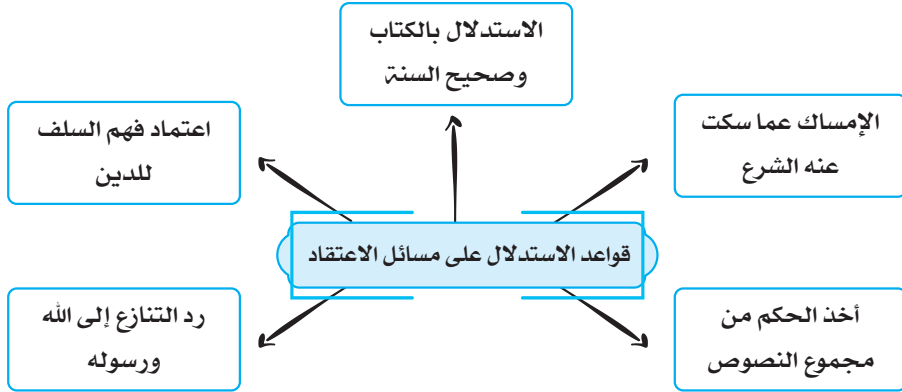 الاستدلال بالكتاب
وصحيح السنة
الإمساك عما سكت
عنه الشرع
اعتماد فهم السلف
للدين
قواعد الاستدلال على مسائل الاعتقاد
أخذ الحكم من
مجموع النصوص
رد التنازع إلى الله
ورسوله